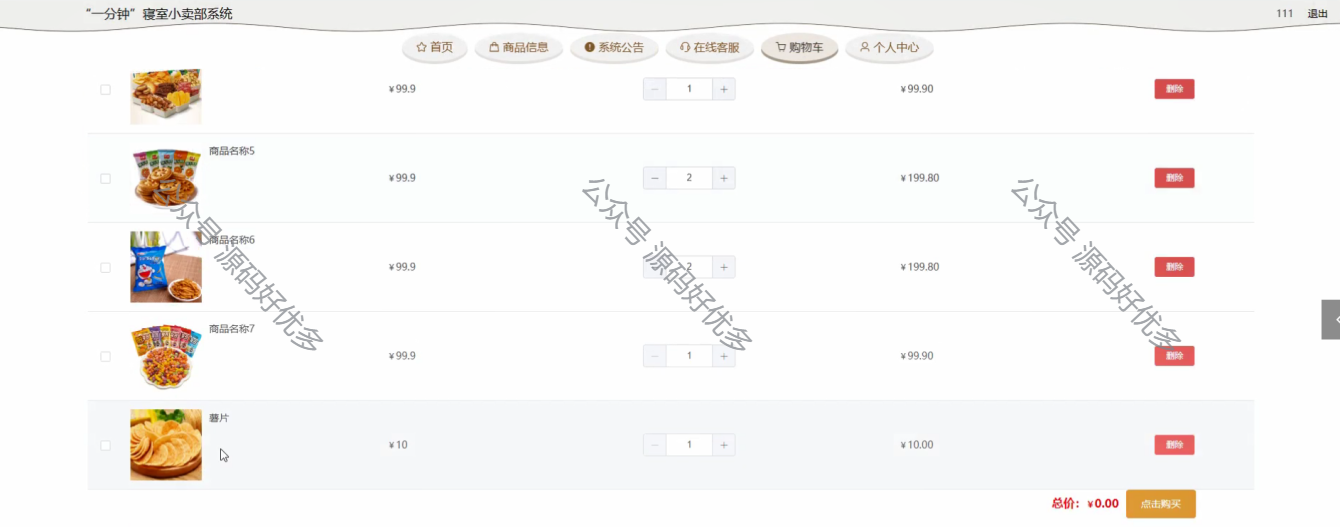 “一分钟”寝室小卖部系统
111 退出
首页 商品信息 系统公告 在线客服 购物车 个人中心
¥99.9 － 1 ＋ ¥99.90 删除
商品名称5
¥99.9 － 2 ＋ ¥199.80 删除
商品名称6
¥99.9 － 2 ＋ ¥199.80 删除
商品名称7
¥99.9 － 1 ＋ ¥99.90 删除
薯片
¥10 － 1 ＋ ¥10.00 删除
总价：¥0.00 点击购买
公众号 源码好优多
公众号 源码好优多
公众号 源码好优多